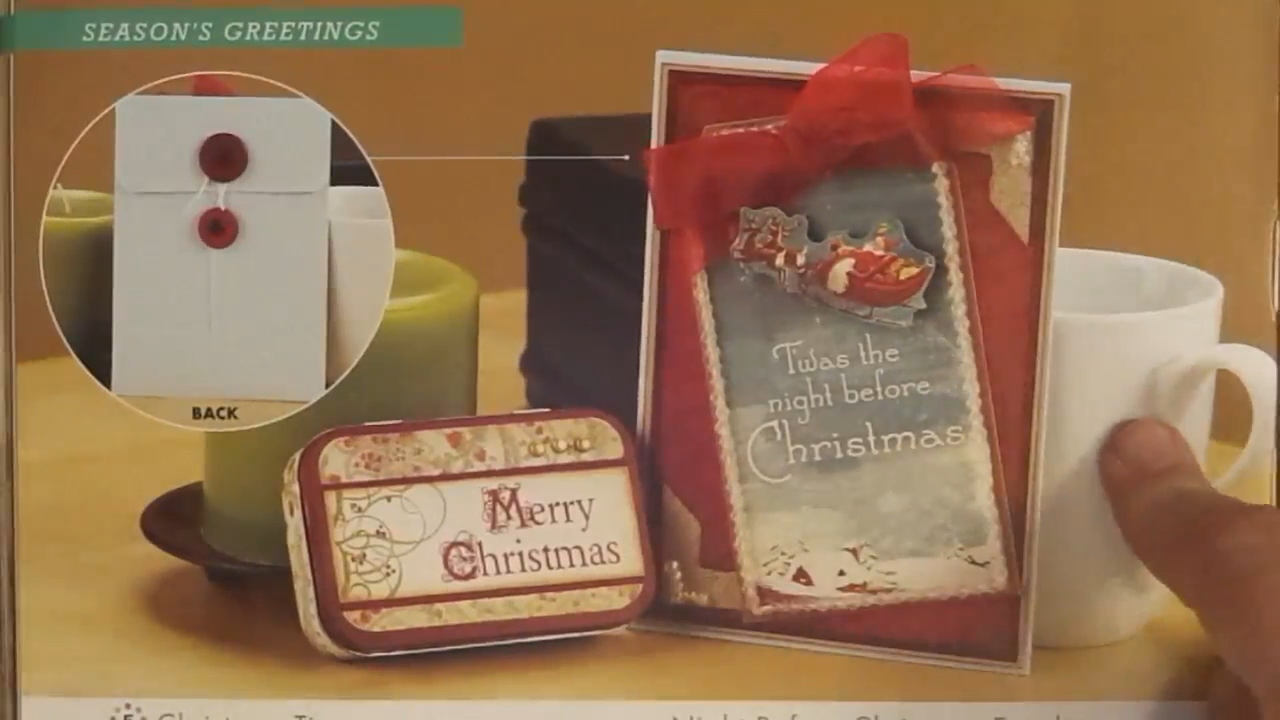 SEASON'S GREETINGS
BACK
Merry
Christmas
'Twas the
night before
Christmas